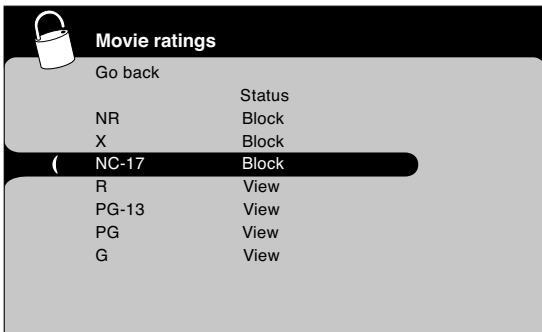 Movie ratings
Go back
Status
NR Block
X Block
NC-17 Block
R View
PG-13 View
PG View
G View